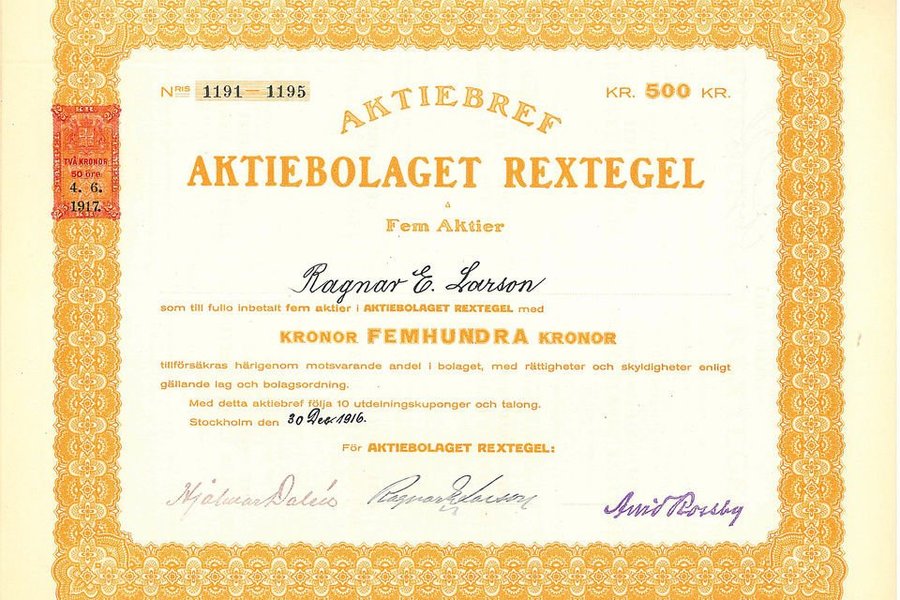 NRIS 1191 — 1195
AKTIEBREF
KR. 500 KR.
TVÅ KRONOR
50 öre
4. 6.
1917.
AKTIEBOLAGET REXTEGEL
å
Fem Aktier
Ragnar E. Larson
som till fullo inbetalt fem aktier i AKTIEBOLAGET REXTEGEL med
KRONOR FEMHUNDRA KRONOR
tillförsäkras härigenom motsvarande andel i bolaget, med rättigheter och skyldigheter enligt
gällande lag och bolagsordning.
Med detta aktiebref följa 10 utdelningskuponger och talong.
Stockholm den 30 Dec 1916.
För AKTIEBOLAGET REXTEGEL:
Hjalmar Dalén
Ragnar E Larson
Arvid Rossby